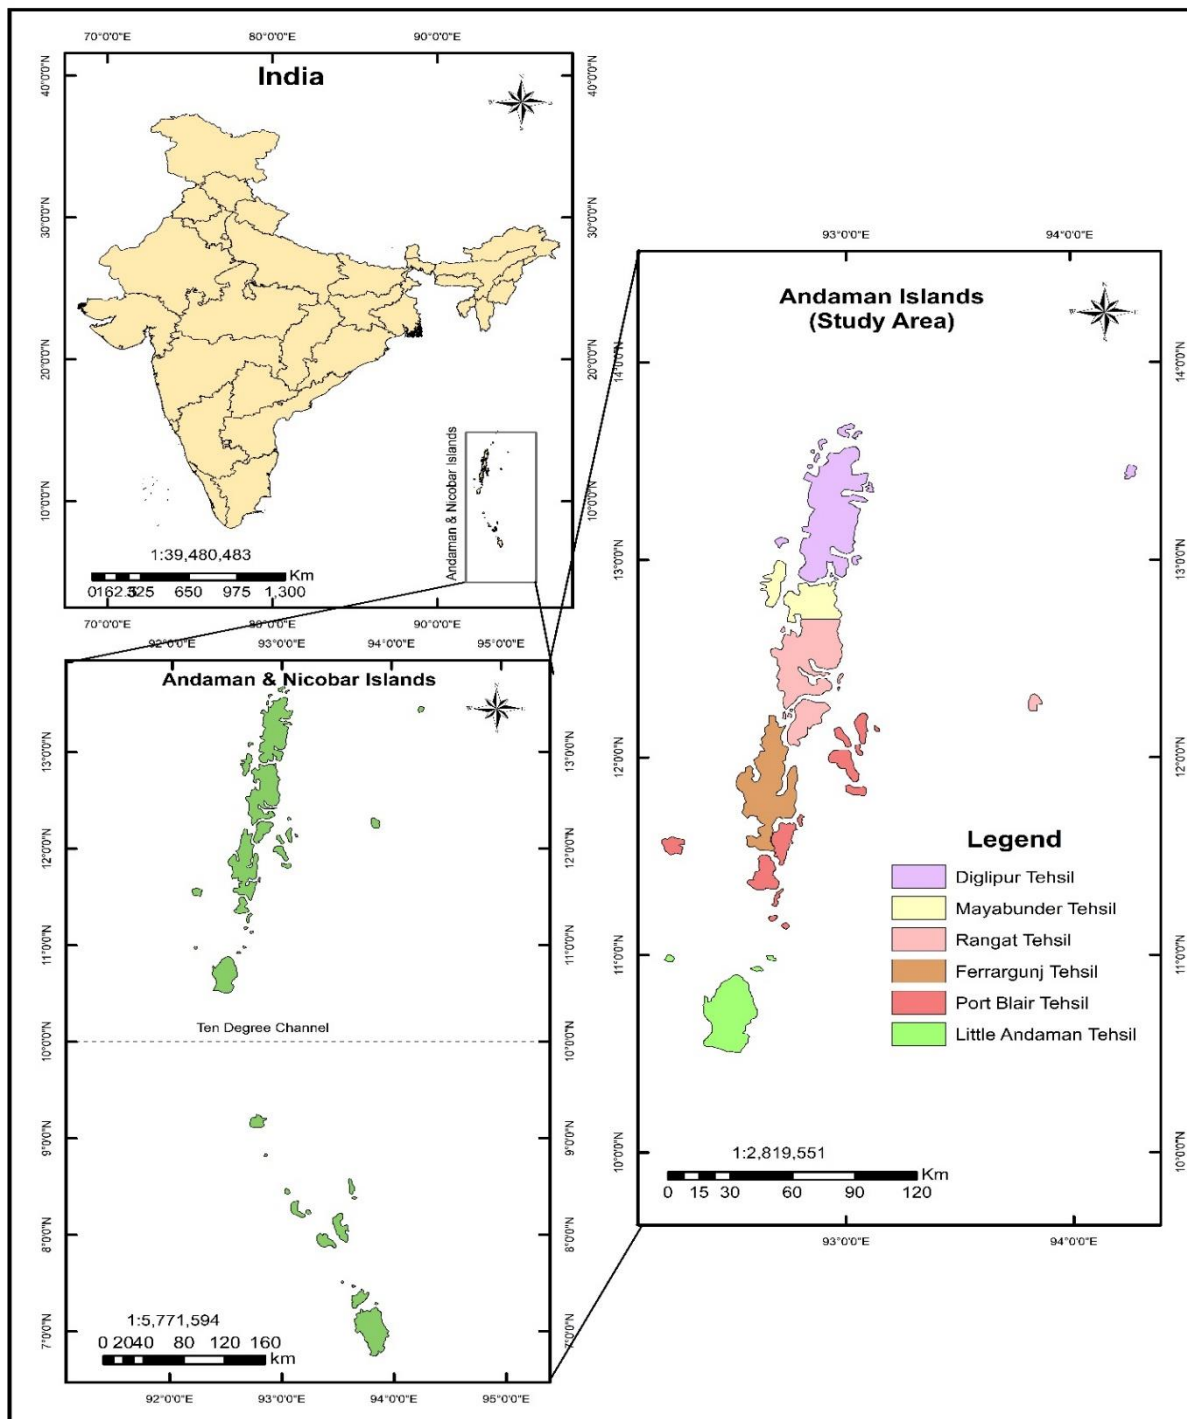 70°0'0"E 80°0'0"E 90°0'0"E
India
40°0'0"N 40°0'0"N
30°0'0"N 30°0'0"N
20°0'0"N 20°0'0"N
10°0'0"N 10°0'0"N
Andaman & Nicobar Islands
1:39,480,483
Km
650 975 1,300
70°0'0"E 80°0'0"E 90°0'0"E
92°0'0"E 93°0'0"E 94°0'0"E 95°0'0"E
Andaman & Nicobar Islands
13°0'0"N 13°0'0"N
12°0'0"N 12°0'0"N
11°0'0"N 11°0'0"N
Ten Degree Channel
10°0'0"N 10°0'0"N
9°0'0"N 9°0'0"N
8°0'0"N 8°0'0"N
7°0'0"N 7°0'0"N
1:5,771,594
0 20 40 80 120 160
km
92°0'0"E 93°0'0"E 94°0'0"E 95°0'0"E
93°0'0"E 94°0'0"E
Andaman Islands
(Study Area)
14°0'0"N 14°0'0"N
13°0'0"N 13°0'0"N
12°0'0"N 12°0'0"N
Legend
Diglipur Tehsil
Mayabunder Tehsil
Rangat Tehsil
Ferrargunj Tehsil
Port Blair Tehsil
Little Andaman Tehsil
11°0'0"N 11°0'0"N
10°0'0"N 10°0'0"N
1:2,819,551
Km
0 15 30 60 90 120
93°0'0"E 94°0'0"E